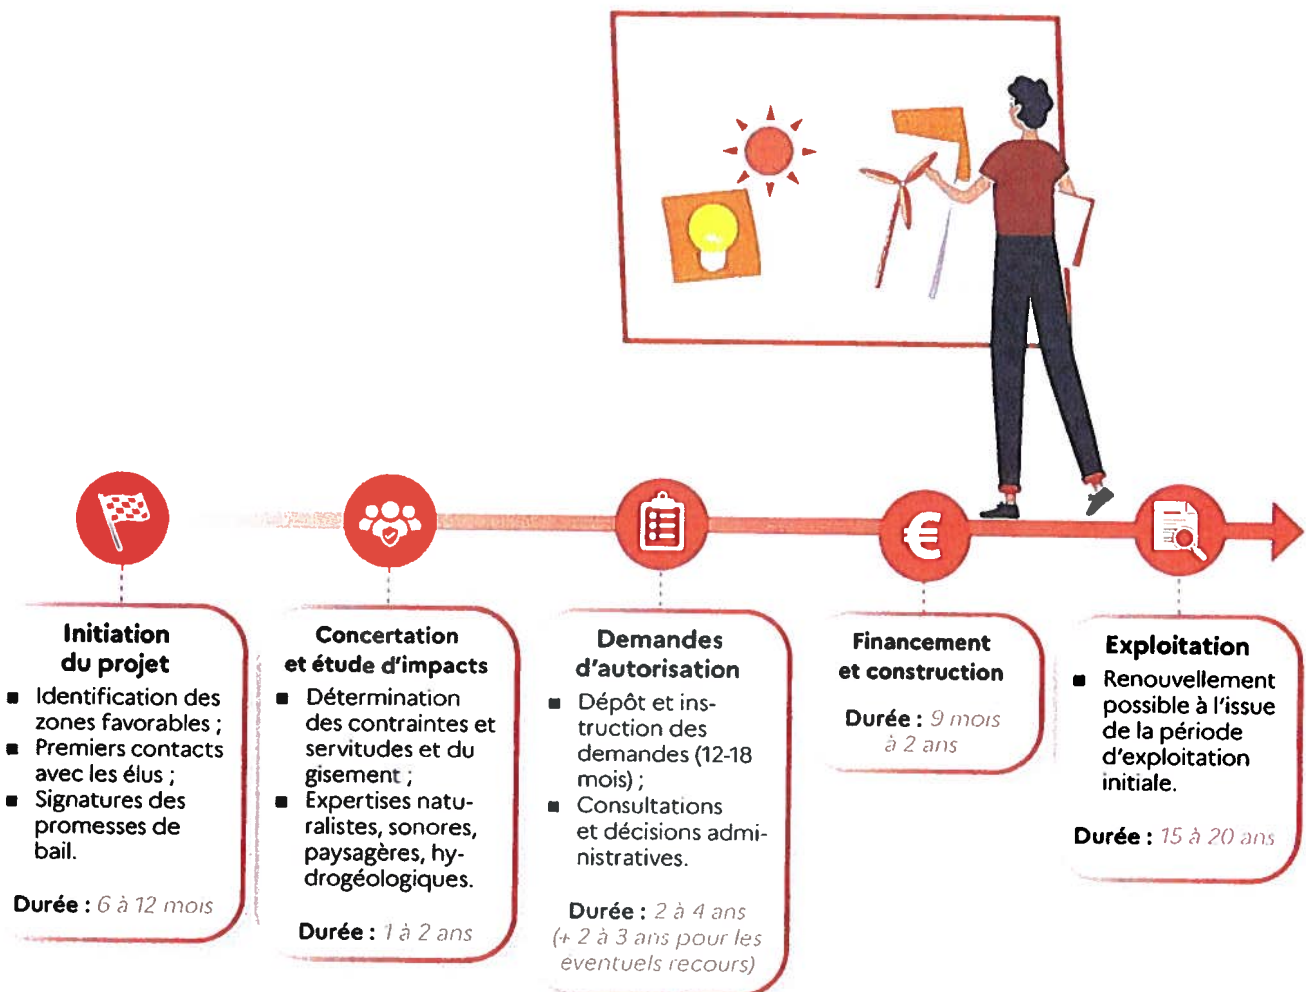 Initiation
du projet
■ Identification des
zones favorables ;
■ Premiers contacts
avec les élus ;
■ Signatures des
promesses de
bail.
Durée : 6 à 12 mois
Concertation
et étude d'impacts
■ Détermination
des contraintes et
servitudes et du
gisement ;
■ Expertises natu-
ralistes, sonores,
paysagères, hy-
drogéologiques.
Durée : 1 à 2 ans
Demandes
d'autorisation
■ Dépôt et ins-
truction des
demandes (12-18
mois) ;
■ Consultations
et décisions admi-
nistratives.
Durée : 2 à 4 ans
(+ 2 à 3 ans pour les
éventuels recours)
Financement
et construction
Durée : 9 mois
à 2 ans
Exploitation
■ Renouvellement
possible à l'issue
de la période
d'exploitation
initiale.
Durée : 15 à 20 ans